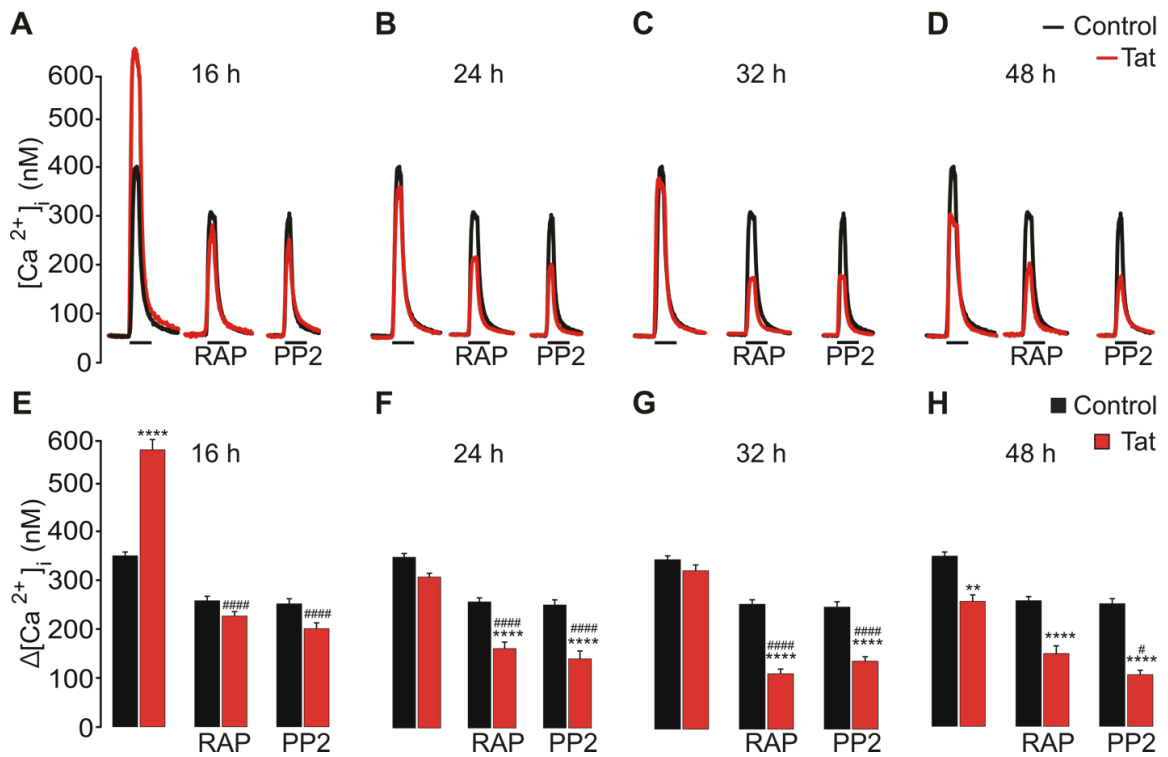 A B C D
Control
Tat
16 h 24 h 32 h 48 h
[Ca 2+]i (nM)
600
500
400
300
200
100
0
RAP PP2 RAP PP2 RAP PP2 RAP PP2
E F G H
Control
Tat
16 h 24 h 32 h 48 h
Δ[Ca 2+]i (nM)
600
500
400
300
200
100
0
****
####
####
####
****
####
****
####
****
####
****
**
****
#
****
RAP PP2 RAP PP2 RAP PP2 RAP PP2